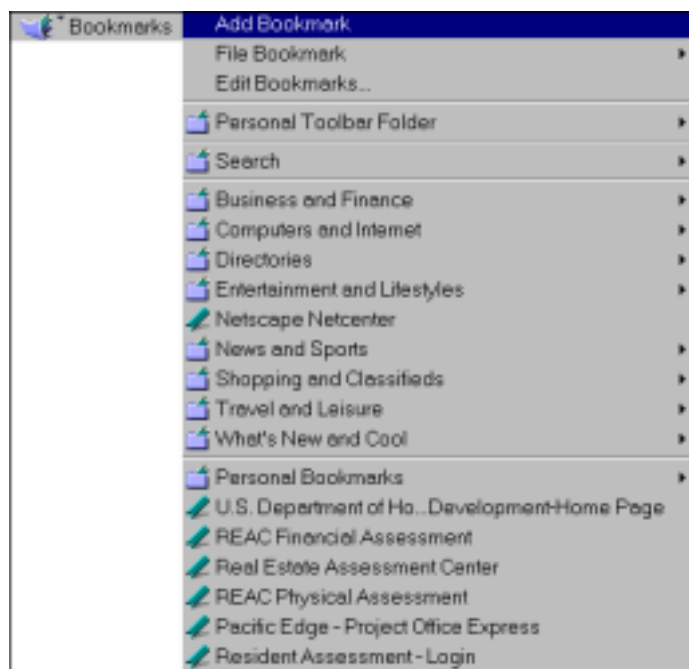 Bookmarks
Add Bookmark
File Bookmark
Edit Bookmarks...
Personal Toolbar Folder
Search
Business and Finance
Computers and Internet
Directories
Entertainment and Lifestyles
Netscape Netcenter
News and Sports
Shopping and Classifieds
Travel and Leisure
What's New and Cool
Personal Bookmarks
U.S. Department of Ho...Development-Home Page
REAC Financial Assessment
Real Estate Assessment Center
REAC Physical Assessment
Pacific Edge - Project Office Express
Resident Assessment - Login